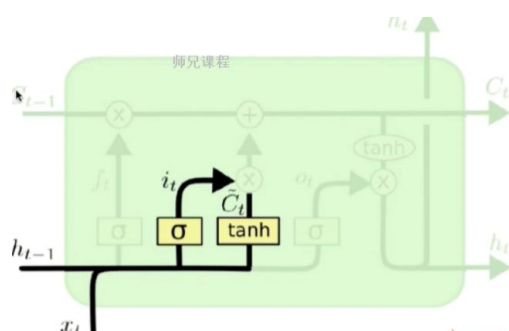 h_t
师兄课程
C_{t-1}
C_t
tanh
f_t
i_t
o_t
C̃_t
σ
σ
tanh
σ
h_{t-1}
h_t
x_t